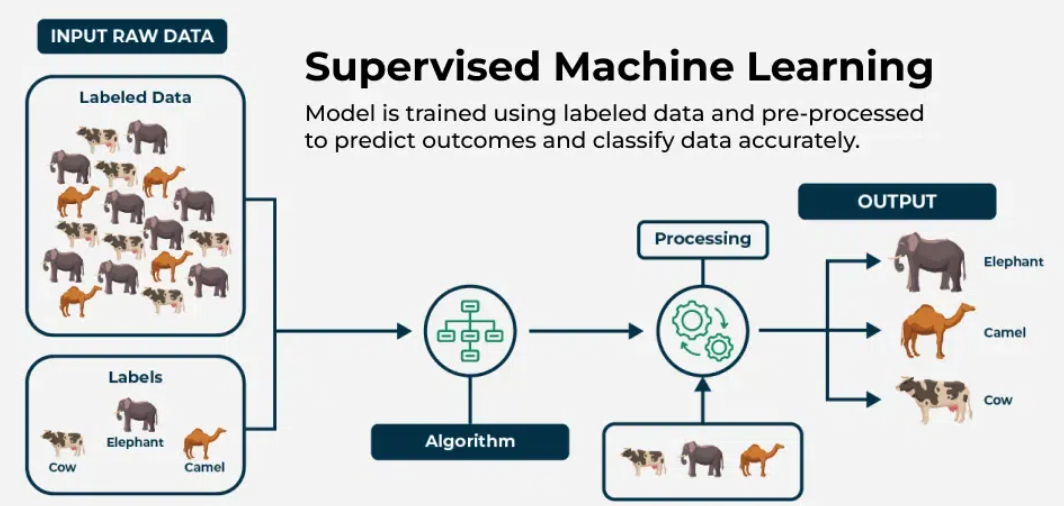 INPUT RAW DATA
Supervised Machine Learning
Model is trained using labeled data and pre-processed
to predict outcomes and classify data accurately.
Labeled Data
Labels
Elephant
Cow
Camel
Algorithm
Processing
OUTPUT
Elephant
Camel
Cow